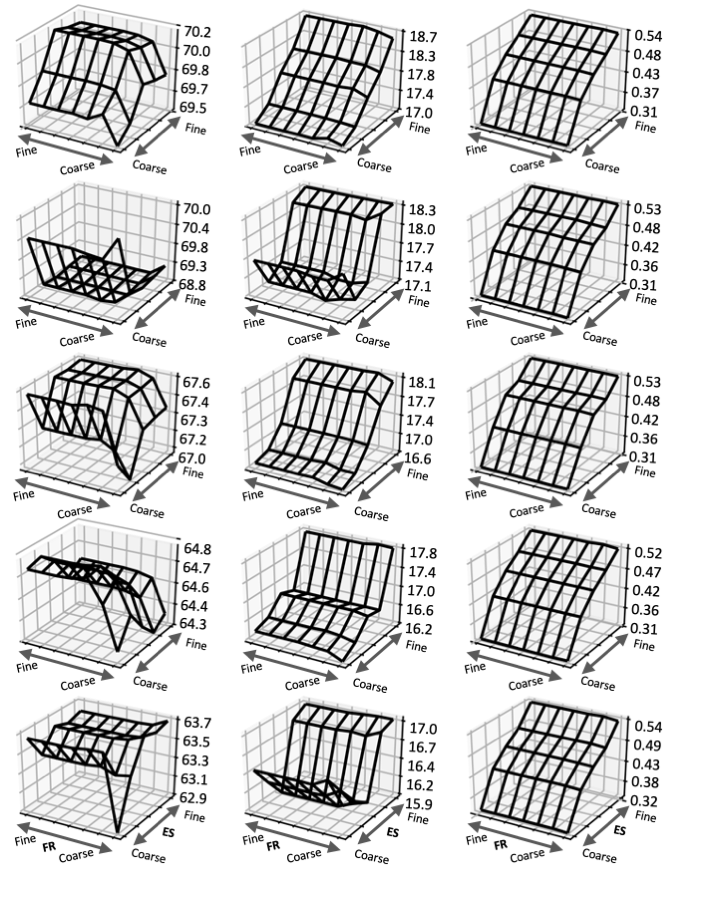 70.2
70.0
69.8
69.7
69.5
Fine
Fine
Coarse
Coarse
18.7
18.3
17.8
17.4
17.0
Fine
Fine
Coarse
Coarse
0.54
0.48
0.43
0.37
0.31
Fine
Fine
Coarse
Coarse
70.0
70.4
69.8
69.3
68.8
Fine
Fine
Coarse
Coarse
18.3
18.0
17.7
17.4
17.1
Fine
Fine
Coarse
Coarse
0.53
0.48
0.42
0.36
0.31
Fine
Fine
Coarse
Coarse
67.6
67.4
67.3
67.2
67.0
Fine
Fine
Coarse
Coarse
18.1
17.7
17.4
17.0
16.6
Fine
Fine
Coarse
Coarse
0.53
0.48
0.42
0.36
0.31
Fine
Fine
Coarse
Coarse
64.8
64.7
64.6
64.4
64.3
Fine
Fine
Coarse
Coarse
17.8
17.4
17.0
16.6
16.2
Fine
Fine
Coarse
Coarse
0.52
0.47
0.42
0.36
0.31
Fine
Fine
Coarse
Coarse
63.7
63.5
63.3
63.1
62.9
Fine
ES
Fine
FR
Coarse
Coarse
17.0
16.7
16.4
16.2
15.9
Fine
ES
Fine
FR
Coarse
Coarse
0.54
0.49
0.43
0.38
0.32
Fine
ES
Fine
FR
Coarse
Coarse